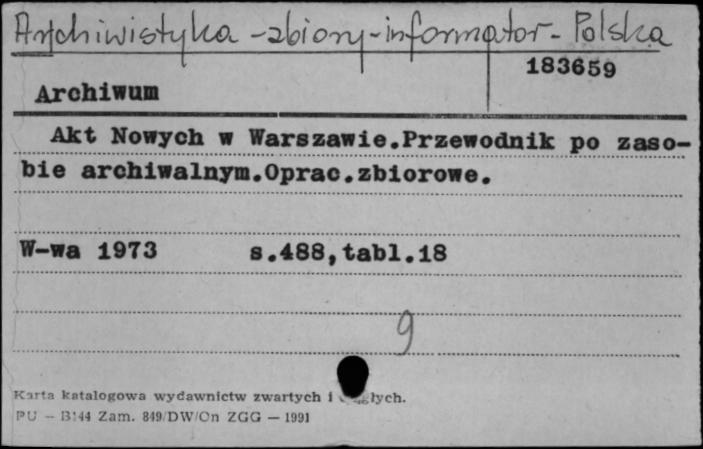 Archiwistyka - zbiory - informator - Polska
183659
Archiwum
Akt Nowych w Warszawie.Przewodnik po zaso-
bie archiwalnym.Oprac.zbiorowe.
W-wa 1973 s.488,tabl.18
9
Karta katalogowa wydawnictw zwartych i
PU - B144 Zam. 849/DW/On ZGG — 1991